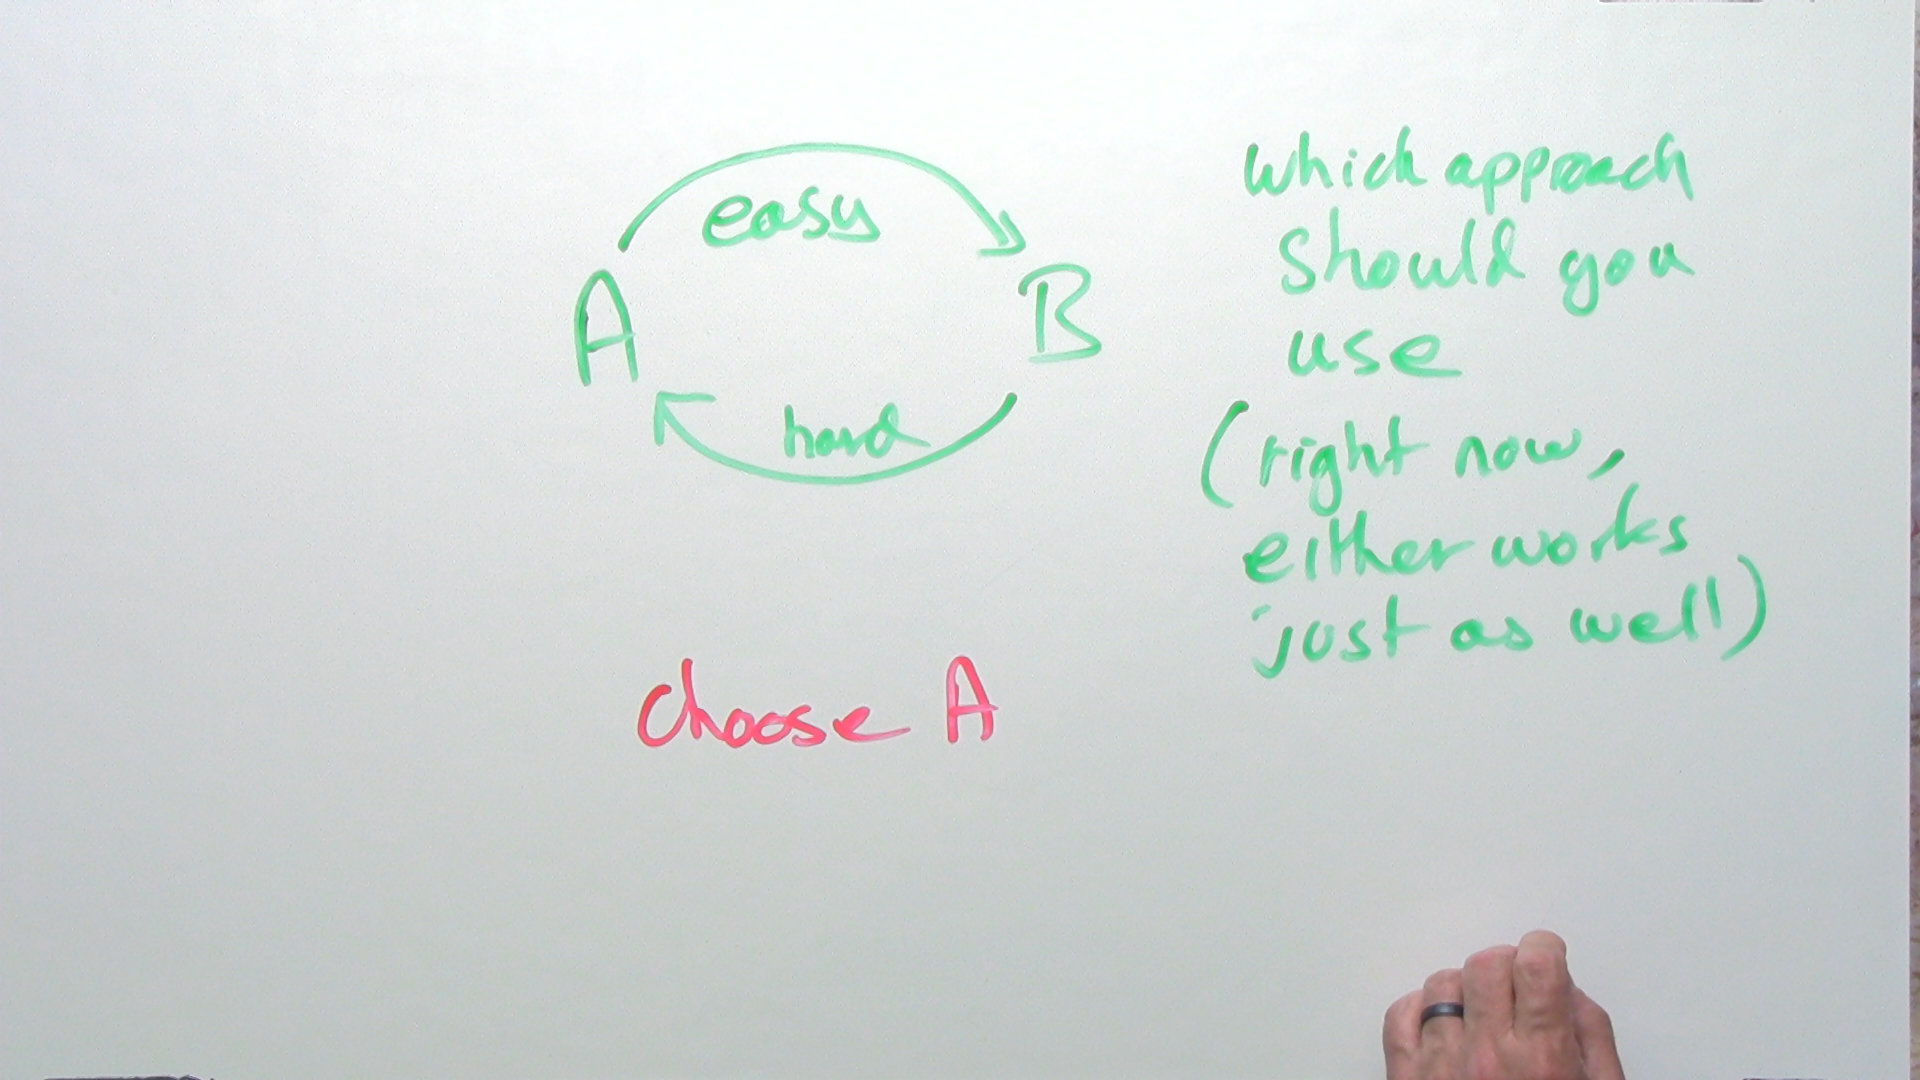 easy
A
B
hard
which approach
should you
use
(right now,
either works
just as well)
choose A